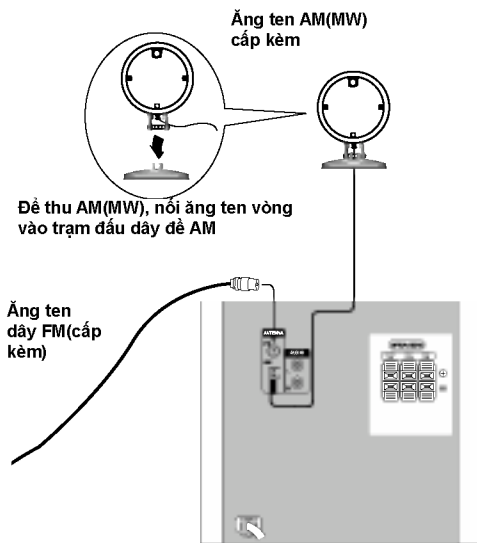 Ăng ten AM(MW)
cấp kèm
Để thu AM(MW), nối ăng ten vòng
vào trạm đấu dây đề AM
Ăng ten
dây FM(cấp
kèm)
ANTENNA